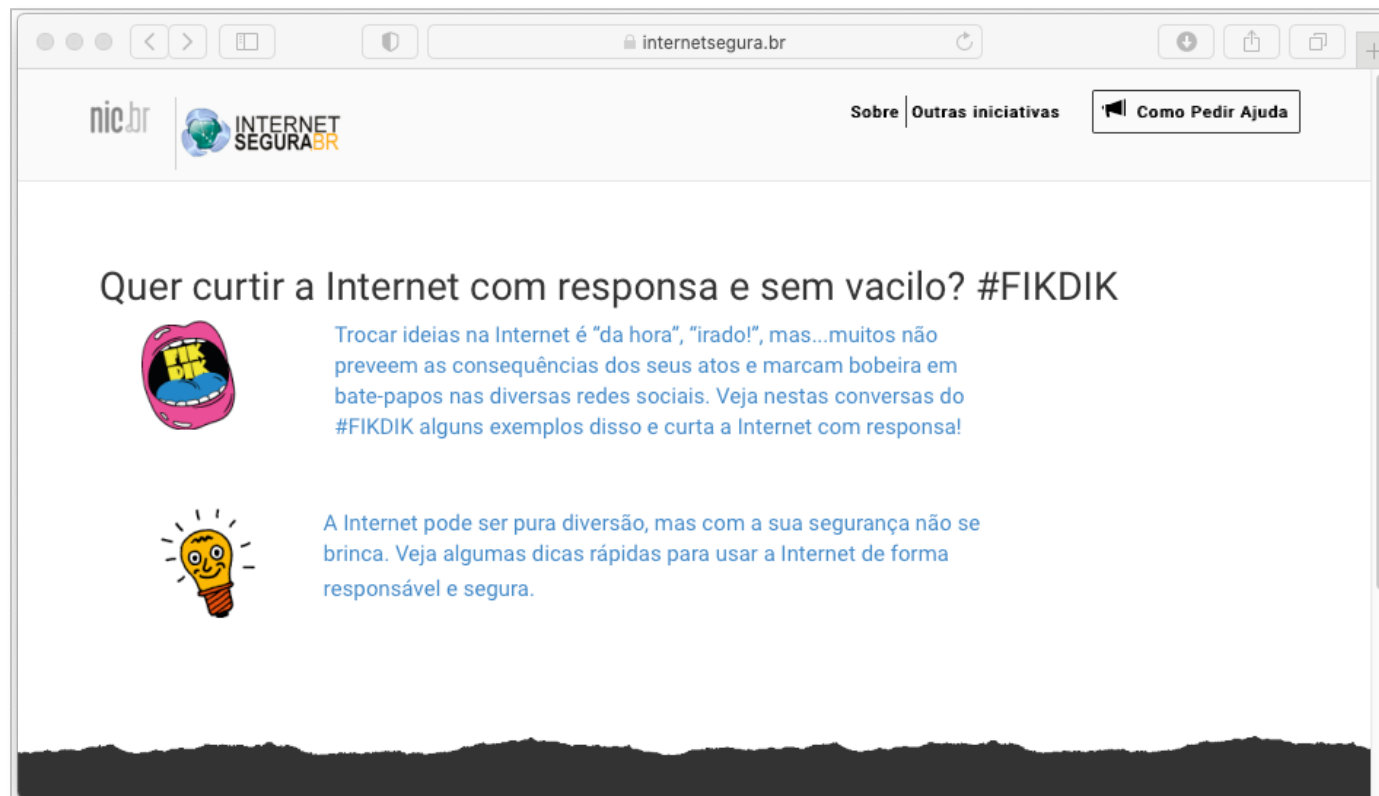 internetsegura.br
nic.br
INTERNET
SEGURABR
Sobre Outras iniciativas Como Pedir Ajuda
Quer curtir a Internet com responsa e sem vacilo? #FIKDIK
FIK
DIK
Trocar ideias na Internet é “da hora”, “irado!”, mas...muitos não
preveem as consequências dos seus atos e marcam bobeira em
bate-papos nas diversas redes sociais. Veja nestas conversas do
#FIKDIK alguns exemplos disso e curta a Internet com responsa!
A Internet pode ser pura diversão, mas com a sua segurança não se
brinca. Veja algumas dicas rápidas para usar a Internet de forma
responsável e segura.